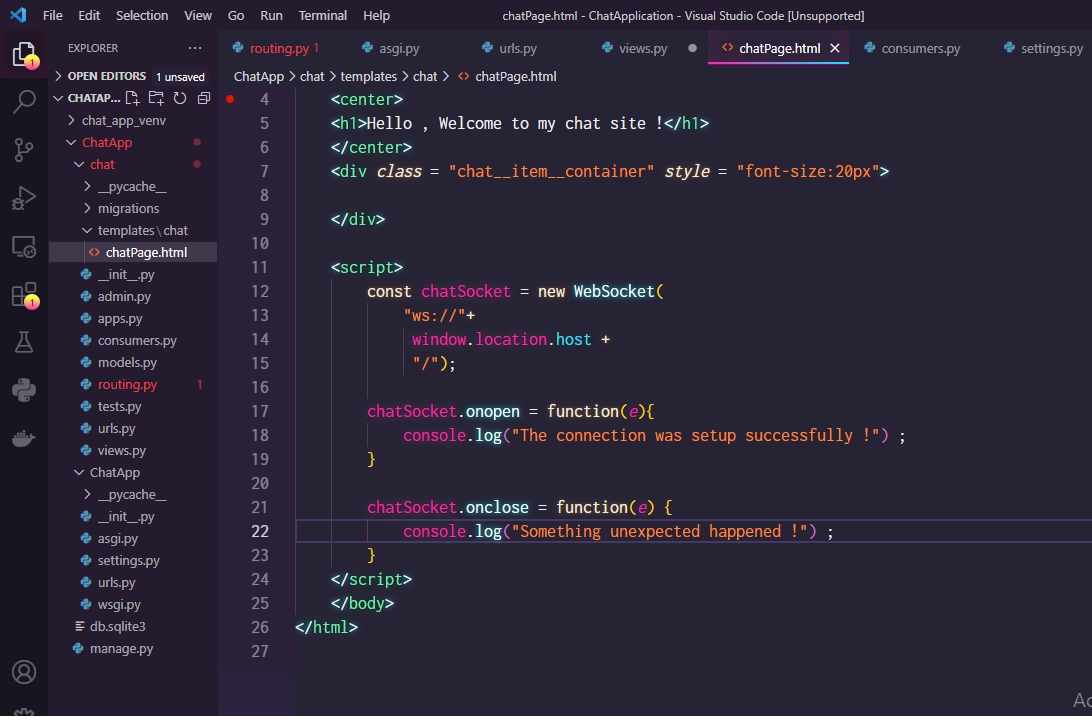 File Edit Selection View Go Run Terminal Help chatPage.html - ChatApplication - Visual Studio Code [Unsupported]
EXPLORER ...
routing.py 1 asgi.py urls.py views.py chatPage.html consumers.py settings.py
OPEN EDITORS 1 unsaved
ChatApp > chat > templates > chat > chatPage.html
CHATAP...
chat_app_venv
ChatApp
chat
__pycache__
migrations
templates\chat
chatPage.html
__init__.py
admin.py
apps.py
consumers.py
models.py
routing.py 1
tests.py
urls.py
views.py
ChatApp
__pycache__
__init__.py
asgi.py
settings.py
urls.py
wsgi.py
db.sqlite3
manage.py
1
1
4 <center>
5 <h1>Hello , Welcome to my chat site !</h1>
6 </center>
7 <div class = "chat__item__container" style = "font-size:20px">
8
9 </div>
10
11 <script>
12 const chatSocket = new WebSocket(
13 "ws://"+
14 window.location.host +
15 "/");
16
17 chatSocket.onopen = function(e){
18 console.log("The connection was setup successfully !") ;
19 }
20
21 chatSocket.onclose = function(e) {
22 console.log("Something unexpected happened !") ;
23 }
24 </script>
25 </body>
26 </html>
27
Ac